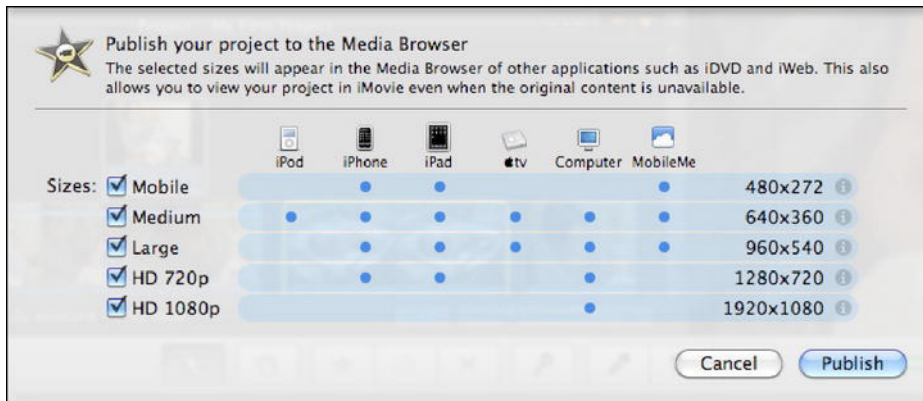 Publish your project to the Media Browser
The selected sizes will appear in the Media Browser of other applications such as iDVD and iWeb. This also
allows you to view your project in iMovie even when the original content is unavailable.
iPod iPhone iPad tv Computer MobileMe
Sizes: Mobile 480x272
Medium 640x360
Large 960x540
HD 720p 1280x720
HD 1080p 1920x1080
Cancel Publish